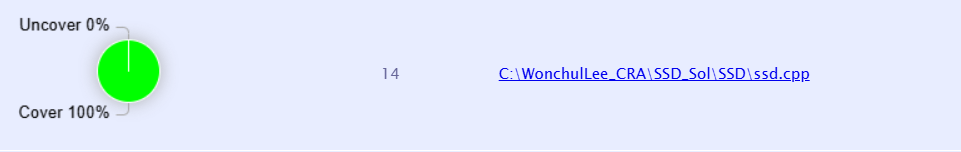 Uncover 0%
14 C:\WonchulLee_CRA\SSD_Sol\SSD\ssd.cpp
Cover 100%